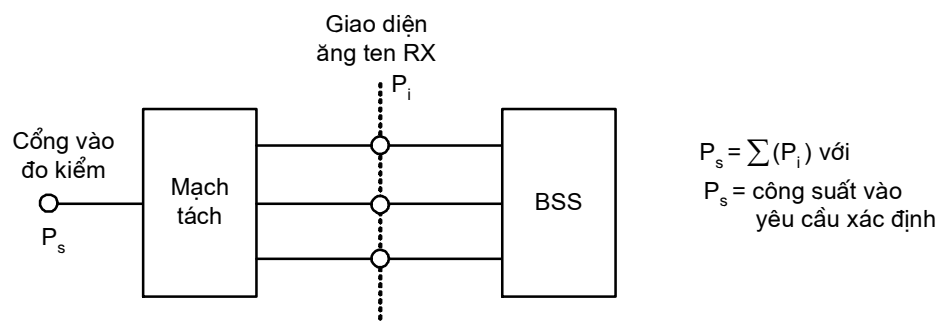 Giao diện
ăng ten RX
P_i
Cổng vào
đo kiểm
P_s
Mạch
tách
BSS
P_s = ∑(P_i) với
P_s = công suất vào
yêu cầu xác định